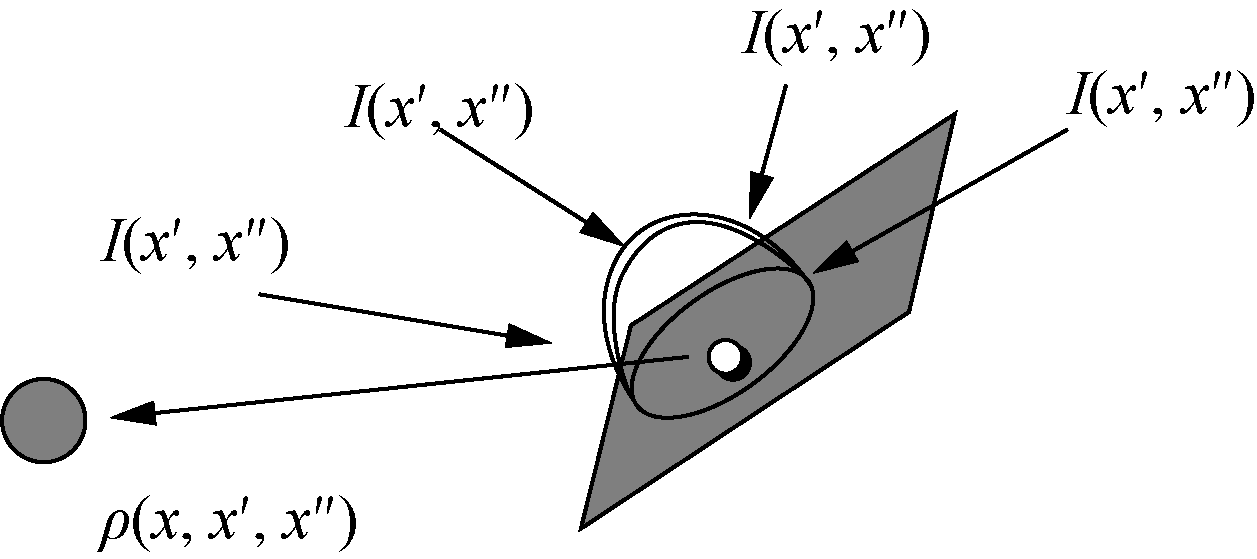 I(x′, x″)
I(x′, x″)
I(x′, x″)
I(x′, x″)
ρ(x, x′, x″)